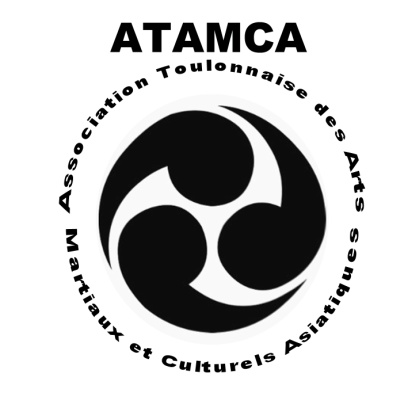 ATAMCA
Association Toulonnaise des Arts
Martiaux et Culturels Asiatiques